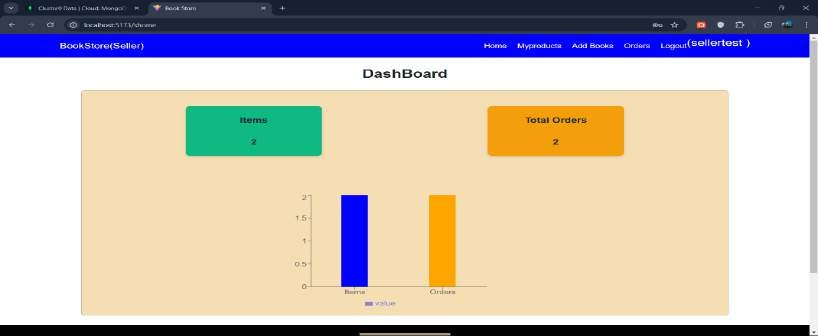 Cluster0 Data | Cloud: MongoD
Book Store
localhost:5173/shome
BookStore(Seller)
Home Myproducts Add Books Orders Logout(sellertest )
DashBoard
Items
2
Total Orders
2
2
1.5
1
0.5
0
Items Orders
value